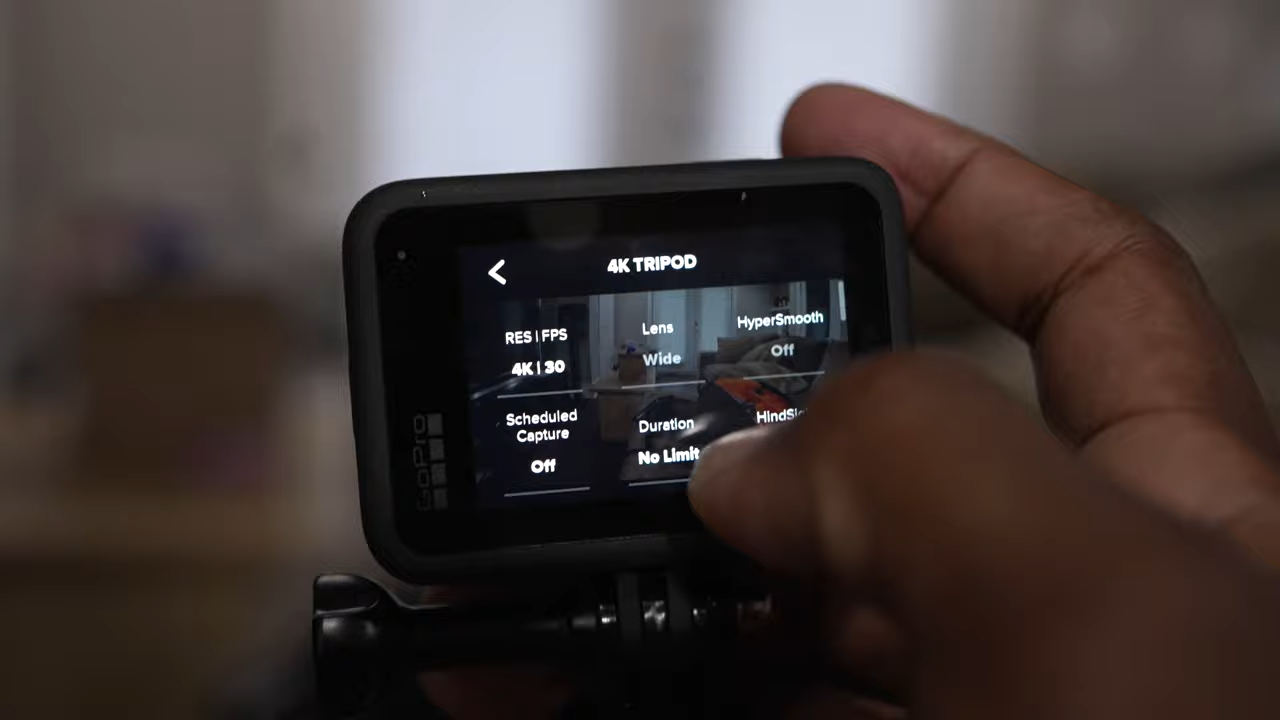 4K TRIPOD
RES | FPS
Lens
HyperSmooth
4K | 30
Wide
Off
Scheduled
Capture
Duration
Off
No Limit
GoPro